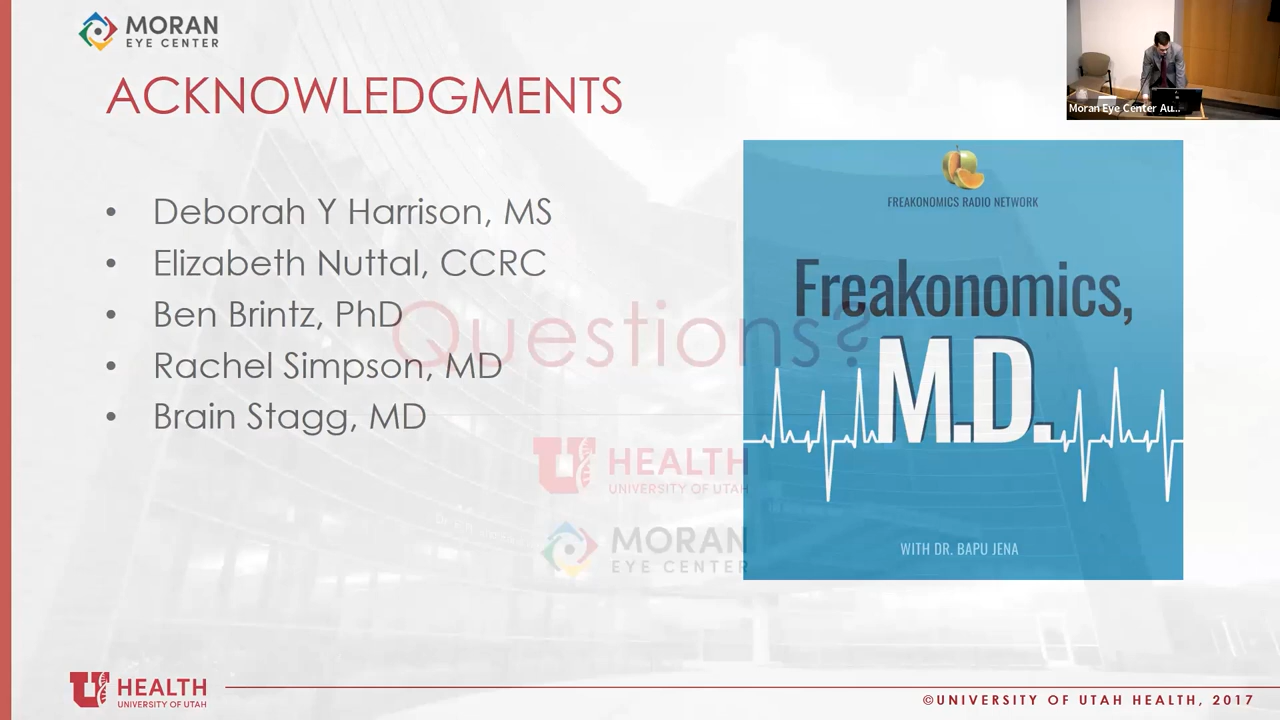 MORAN
EYE CENTER
Moran Eye Center Au...
ACKNOWLEDGMENTS
• Deborah Y Harrison, MS
• Elizabeth Nuttal, CCRC
• Ben Brintz, PhD
• Rachel Simpson, MD
• Brain Stagg, MD
Questions?
U HEALTH
UNIVERSITY OF UTAH
MORAN
EYE CENTER
FREAKONOMICS RADIO NETWORK
Freakonomics,
M.D.
WITH DR. BAPU JENA
U HEALTH
UNIVERSITY OF UTAH
©UNIVERSITY OF UTAH HEALTH, 2017